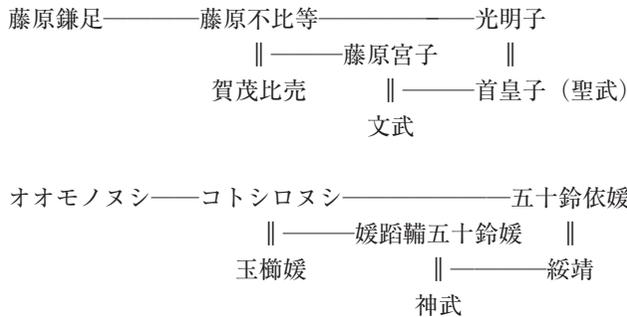 藤原鎌足————藤原不比等———————光明子
‖———藤原宮子 ‖
賀茂比売 ‖———首皇子（聖武）
文武
オオモノヌシ——コトシロヌシ———————五十鈴依媛
‖———媛蹈鞴五十鈴媛 ‖
玉櫛媛 ‖————綏靖
神武